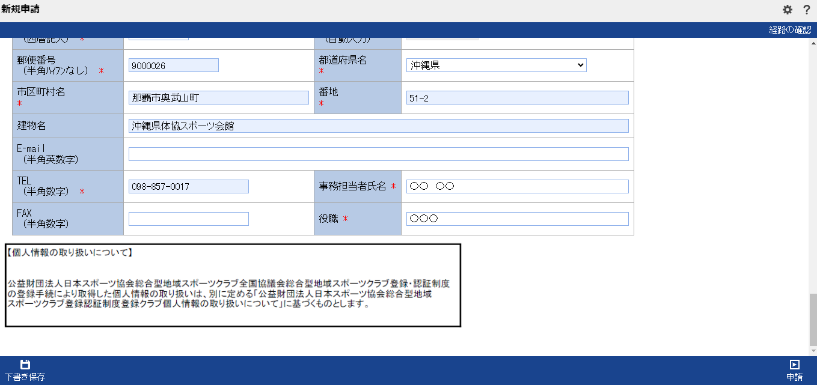 新規申請
経路の確認
郵便番号 9000026 都道府県名 沖縄県
(半角ﾊｲﾌﾝなし) * *
市区町村名 那覇市奥武山町 番地 51-2
* *
建物名 沖縄県体協スポーツ会館
E-mail
(半角英数字)
TEL 098-857-0017 事務担当者氏名 * 〇〇 〇〇
(半角数字) *
FAX 役職 * 〇〇〇
(半角数字)
【個人情報の取り扱いについて】
公益財団法人日本スポーツ協会総合型地域スポーツクラブ全国協議会総合型地域スポーツクラブ登録・認証制度
の登録手続により取得した個人情報の取り扱いは、別に定める「公益財団法人日本スポーツ協会総合型地域
スポーツクラブ登録認証制度登録クラブ個人情報の取り扱いについて」に基づくものとします。
下書き保存 申請